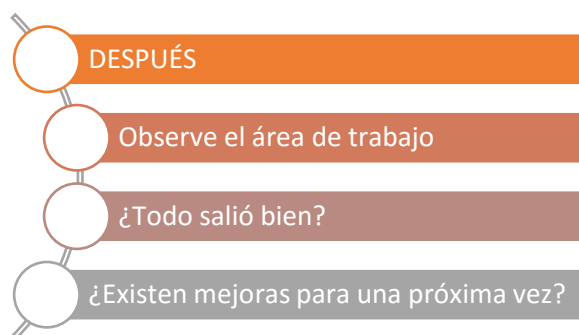 DESPUÉS
Observe el área de trabajo
¿Todo salió bien?
¿Existen mejoras para una próxima vez?